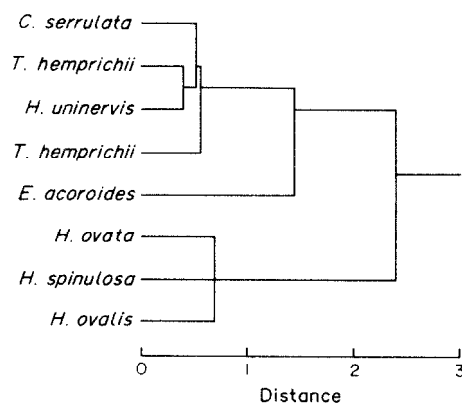 C. serrulata
T. hemprichii
H. uninervis
T. hemprichii
E. acoroides
H. ovata
H. spinulosa
H. ovalis
0 1 2 3
Distance